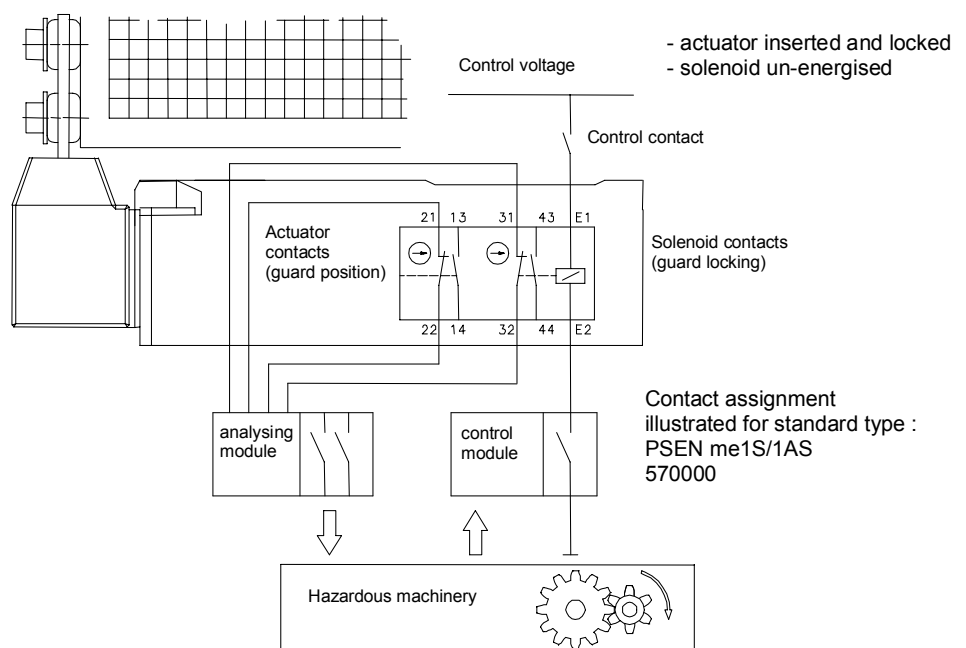 - actuator inserted and locked
- solenoid un-energised
Control voltage
Control contact
21 13 31 43 E1
Actuator
contacts
(guard position)
Solenoid contacts
(guard locking)
22 14 32 44 E2
Contact assignment
illustrated for standard type :
PSEN me1S/1AS
570000
analysing
module
control
module
Hazardous machinery